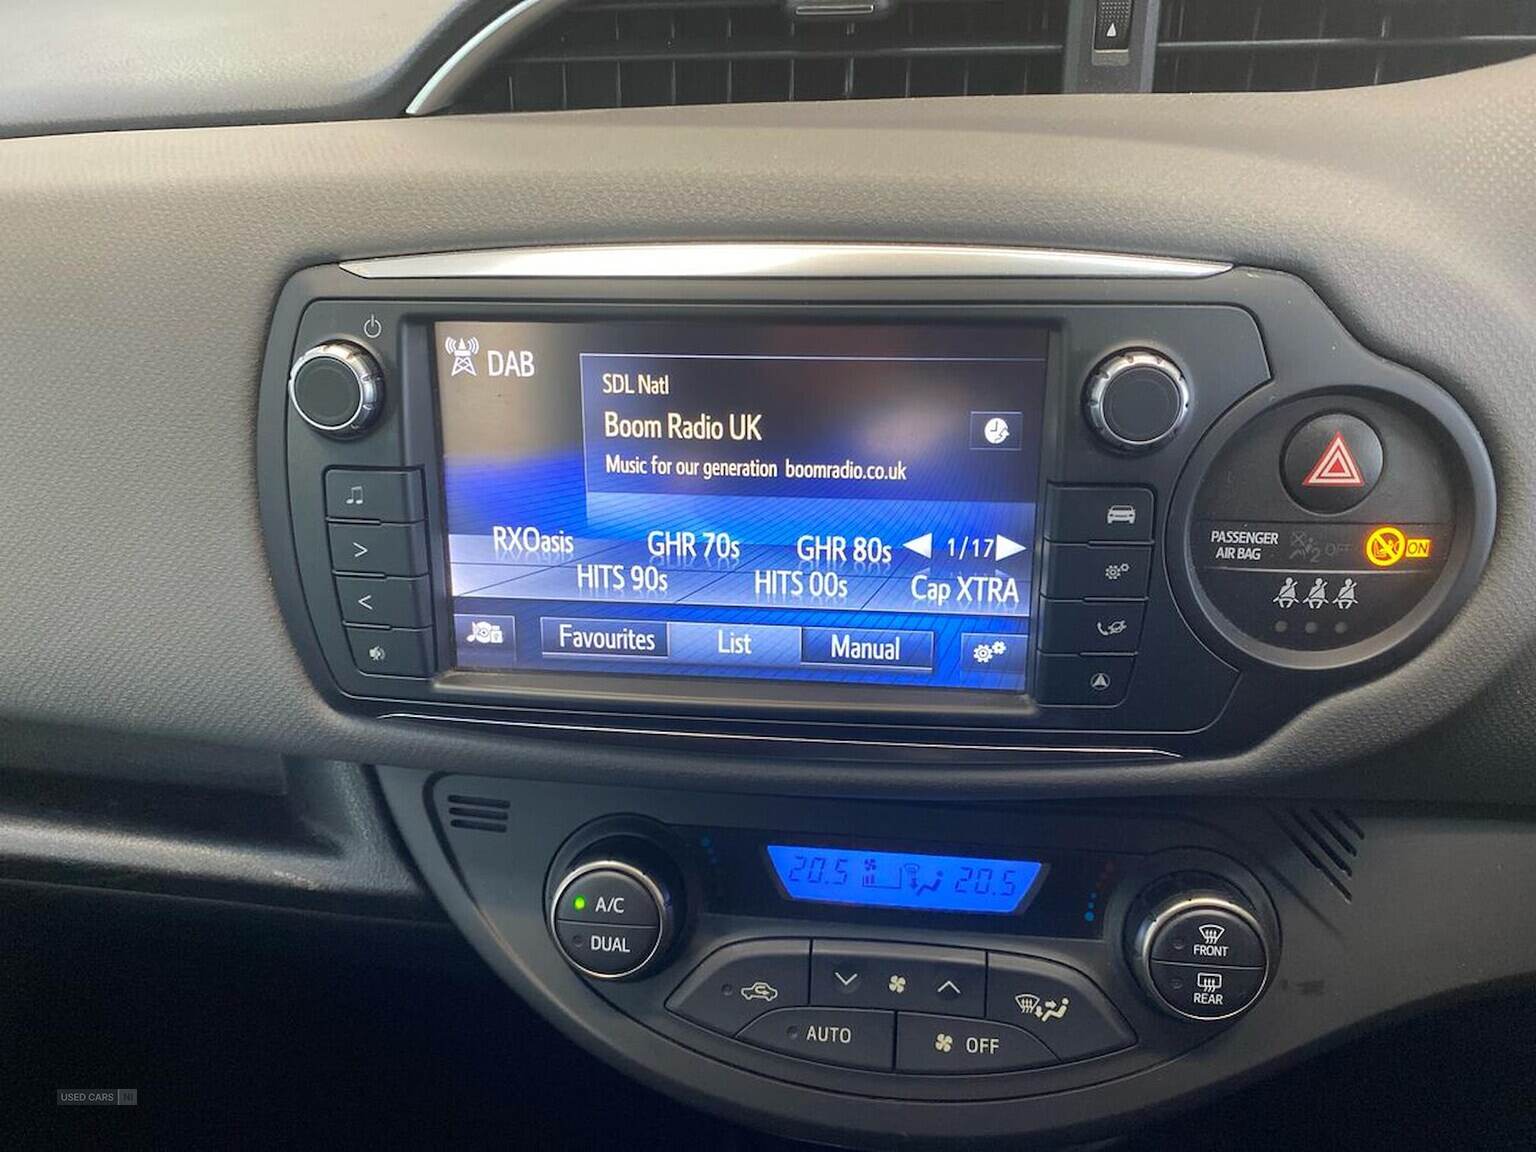 DAB
SDL Natl
Boom Radio UK
Music for our generation boomradio.co.uk
RXOasis GHR 70s GHR 80s 1/17
HITS 90s HITS 00s Cap XTRA
Favourites List Manual
PASSENGER
AIR BAG
OFF
ON
20.5 20.5
A/C
DUAL
FRONT
REAR
AUTO
OFF
USED CARS NI